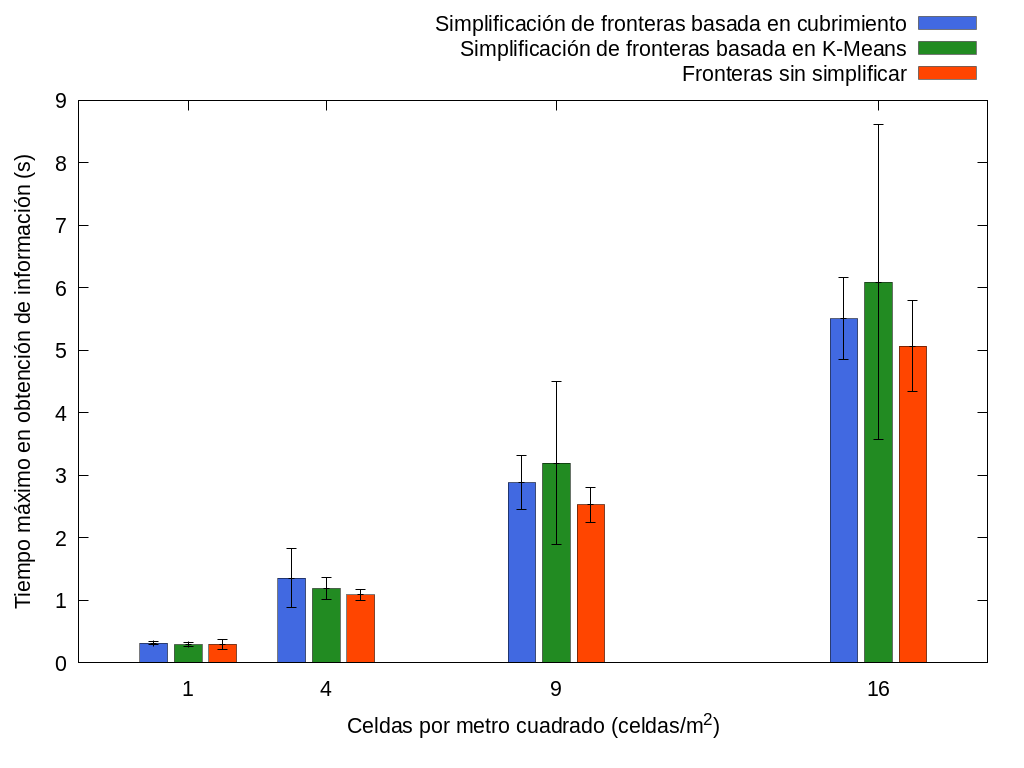 Simplificación de fronteras basada en cubrimiento
Simplificación de fronteras basada en K-Means
Fronteras sin simplificar
9
8
7
6
5
4
3
2
1
0
Tiempo máximo en obtención de información (s)
1 4 9 16
Celdas por metro cuadrado (celdas/m²)